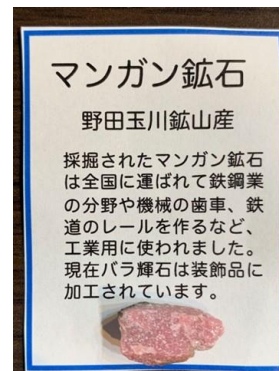 マンガン鉱石
野田玉川鉱山産
採掘されたマンガン鉱石
は全国に運ばれて鉄鋼業
の分野や機械の歯車、鉄
道のレールを作るなど、
工業用に使われました。
現在バラ輝石は装飾品に
加工されています。